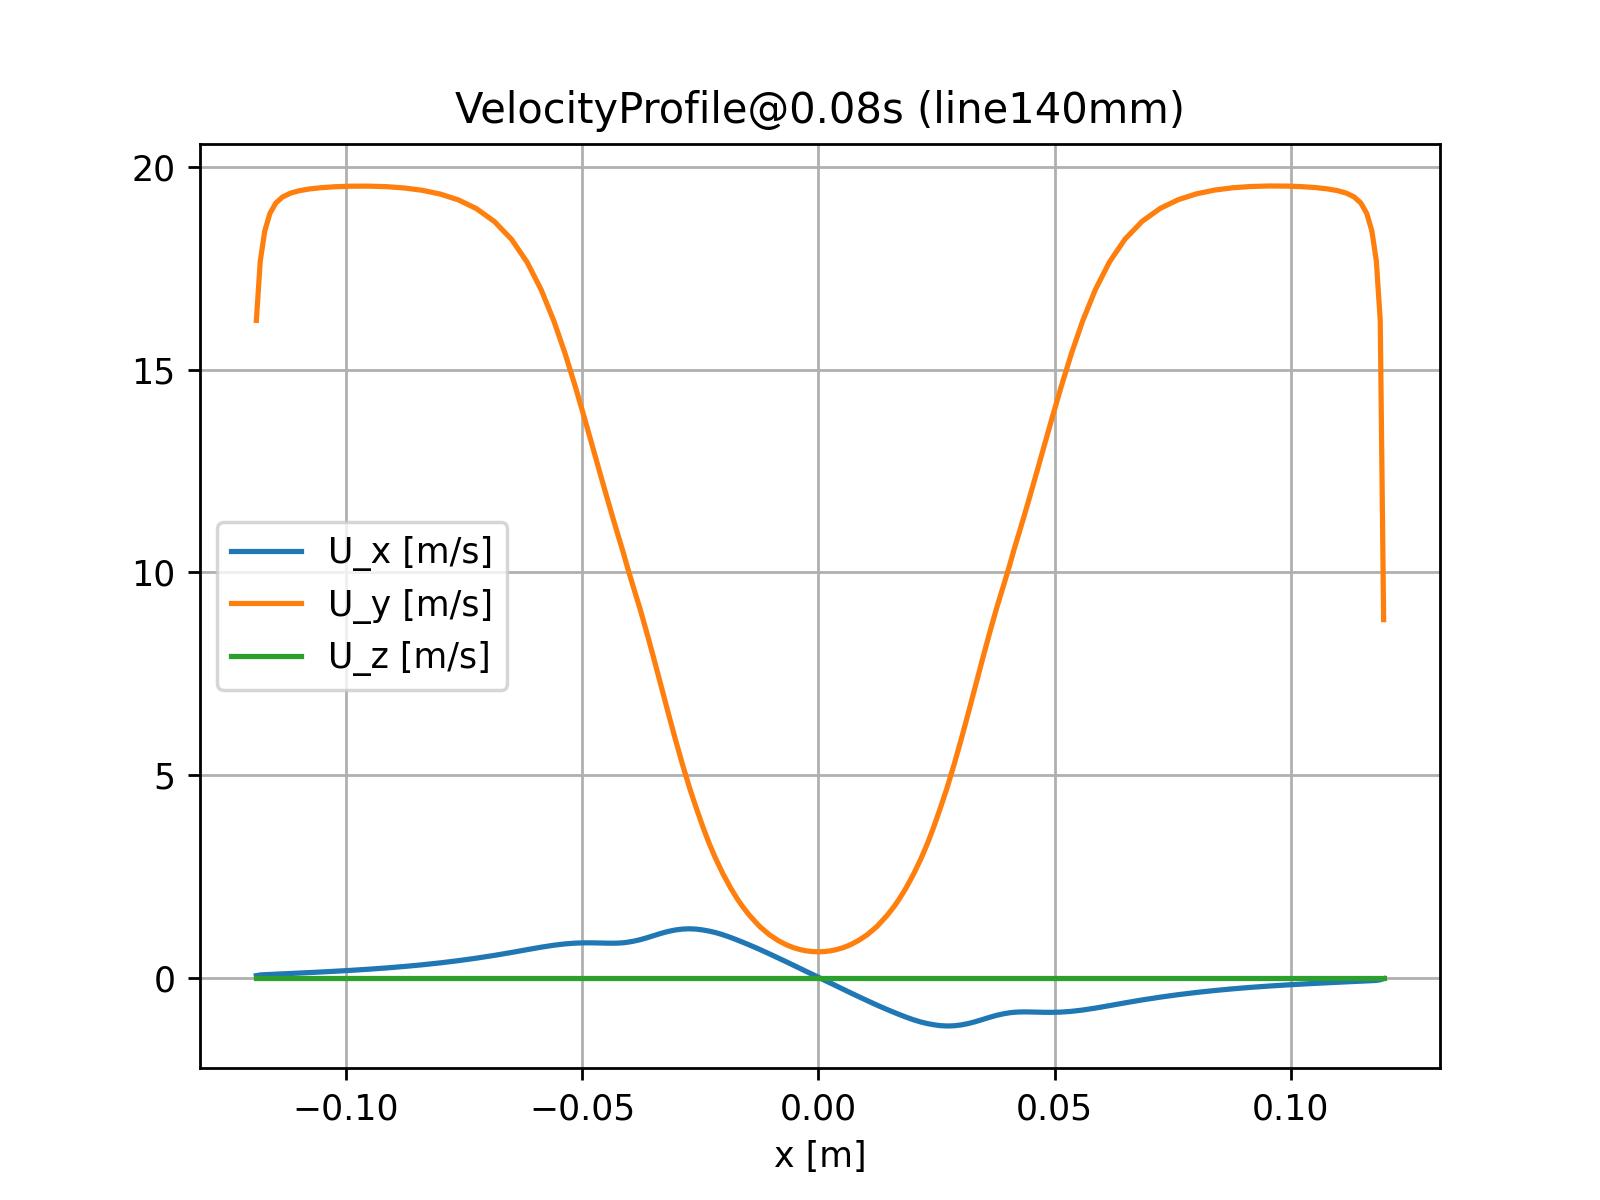 VelocityProfile@0.08s (line140mm)
20
15
10
5
0
U_x [m/s]
U_y [m/s]
U_z [m/s]
−0.10 −0.05 0.00 0.05 0.10
x [m]